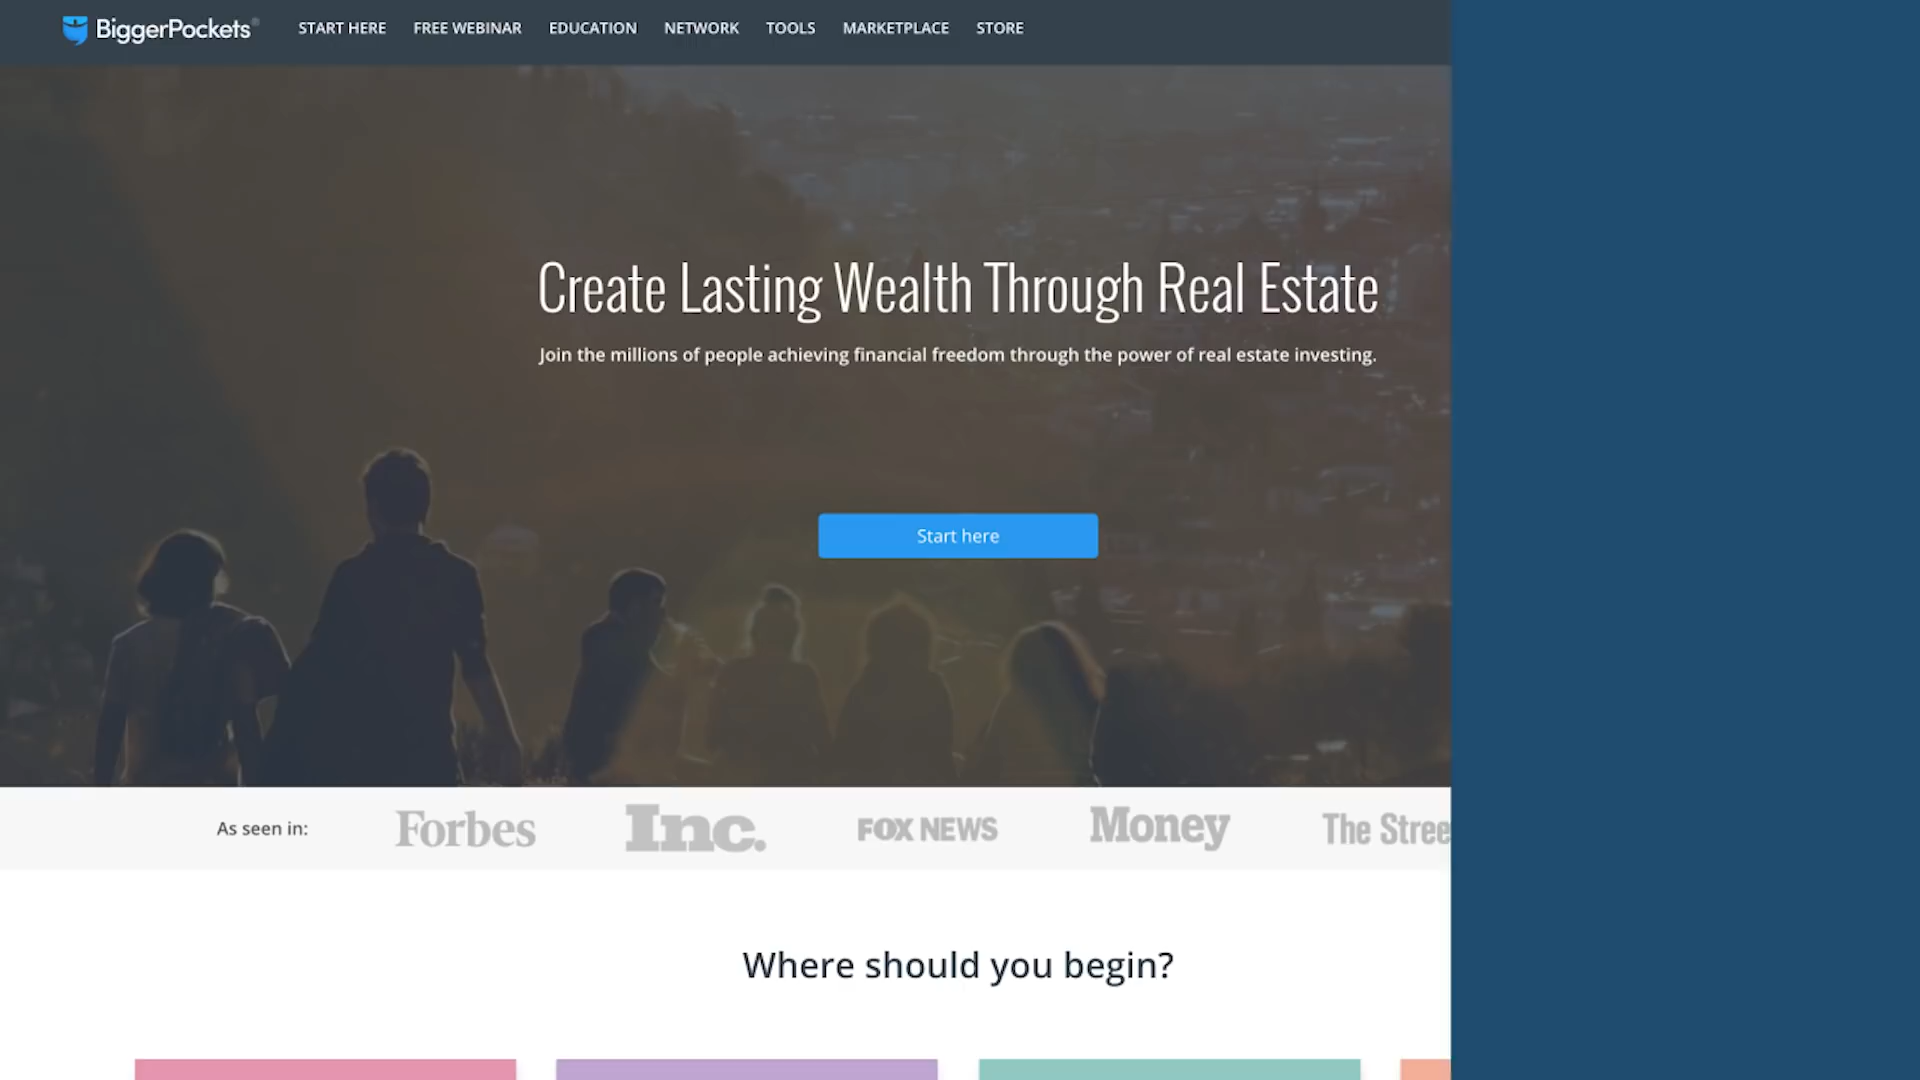 BiggerPockets®
START HERE FREE WEBINAR EDUCATION NETWORK TOOLS MARKETPLACE STORE
Create Lasting Wealth Through Real Estate
Join the millions of people achieving financial freedom through the power of real estate investing.
Start here
As seen in: Forbes Inc. FOX NEWS Money The Stree
Where should you begin?